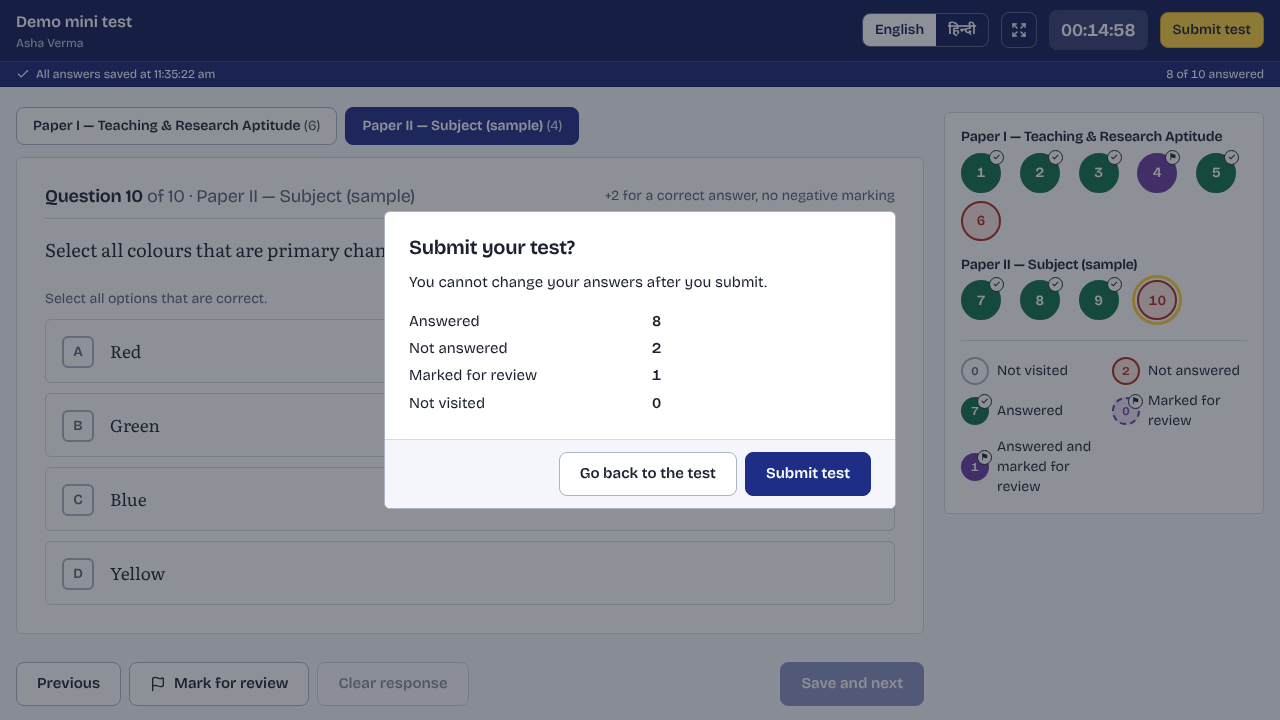 Demo mini test
Asha Verma
English हिन्दी 00:14:58 Submit test
All answers saved at 11:35:22 am
8 of 10 answered
Paper I — Teaching & Research Aptitude (6)
Paper II — Subject (sample) (4)
Question 10 of 10 · Paper II — Subject (sample)
+2 for a correct answer, no negative marking
Select all colours that are primary
Select all options that are correct.
A Red
B Green
C Blue
D Yellow
Previous
Mark for review
Clear response
Save and next
Submit your test?
You cannot change your answers after you submit.
Answered 8
Not answered 2
Marked for review 1
Not visited 0
Go back to the test
Submit test
Paper I — Teaching & Research Aptitude
1 2 3 4 5
6
Paper II — Subject (sample)
7 8 9 10
0 Not visited
2 Not answered
7 Answered
0 Marked for
review
1 Answered and
marked for
review